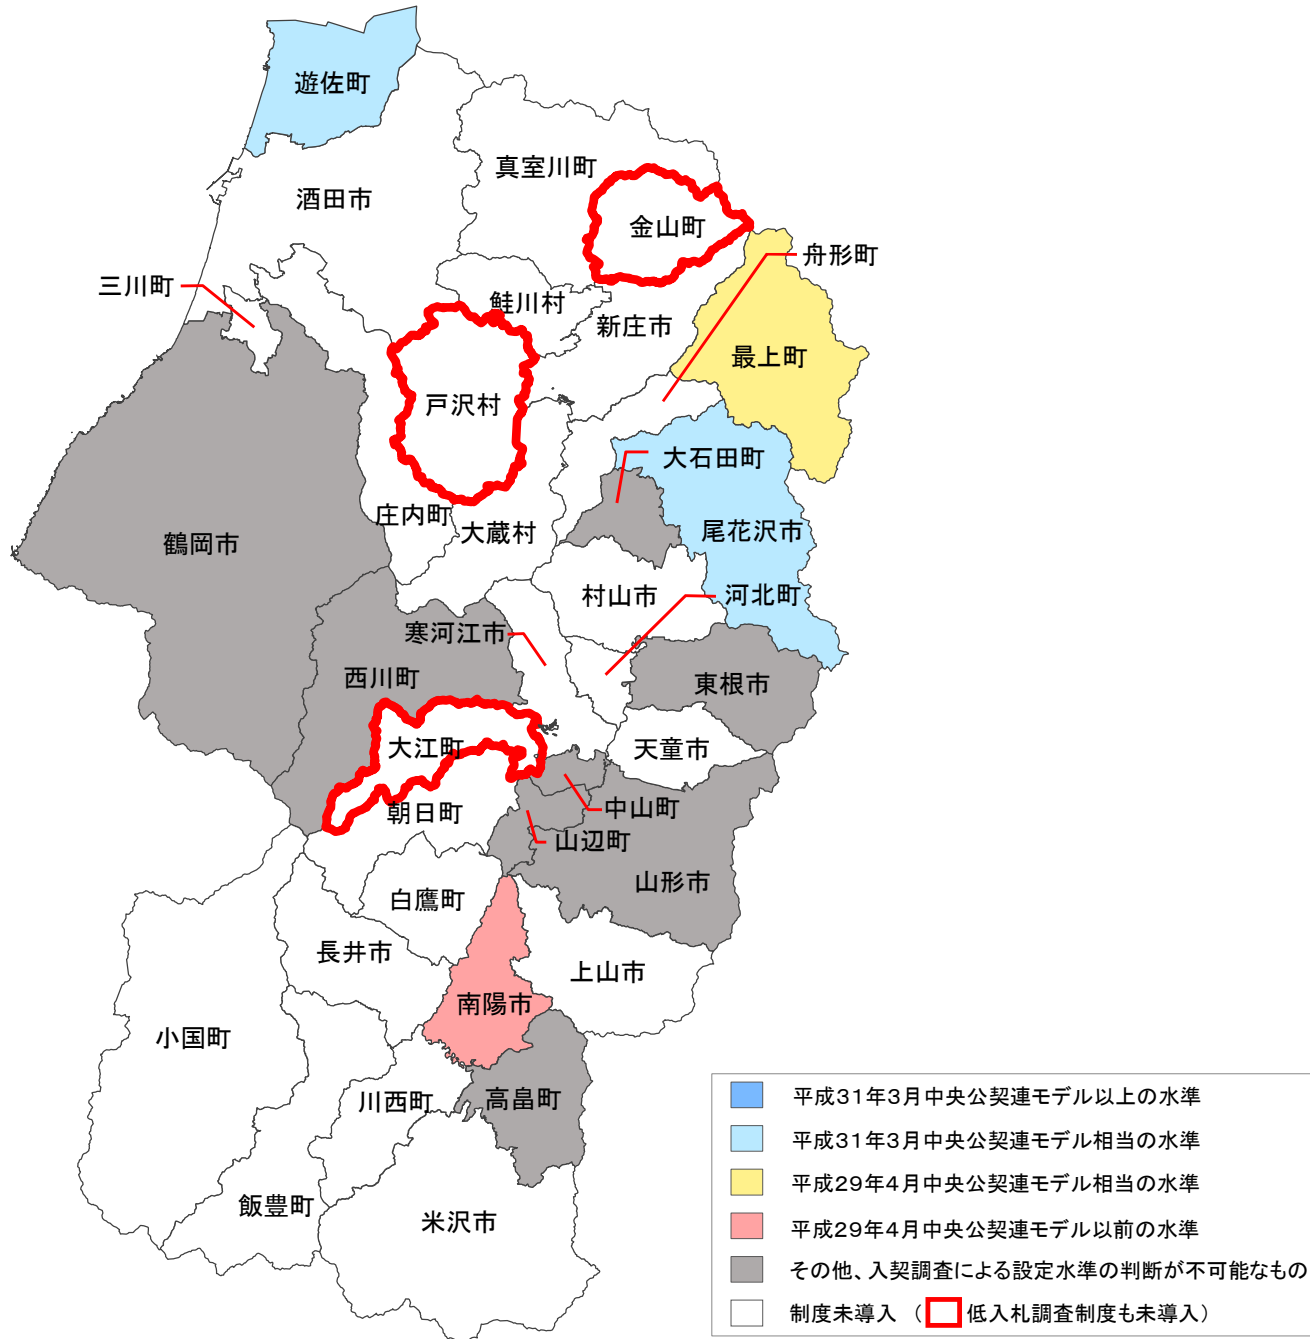 遊佐町
真室川町
酒田市
金山町
舟形町
三川町
鮭川村
新庄市
最上町
戸沢村
大石田町
庄内町
大蔵村
尾花沢市
鶴岡市
村山市
河北町
寒河江市
西川町
東根市
大江町
天童市
朝日町
中山町
山辺町
山形市
白鷹町
長井市
上山市
南陽市
小国町
川西町
高畠町
飯豊町
米沢市
平成31年3月中央公契連モデル以上の水準
平成31年3月中央公契連モデル相当の水準
平成29年4月中央公契連モデル相当の水準
平成29年4月中央公契連モデル以前の水準
その他、入契調査による設定水準の判断が不可能なもの
制度未導入 ( 低入札調査制度も未導入)